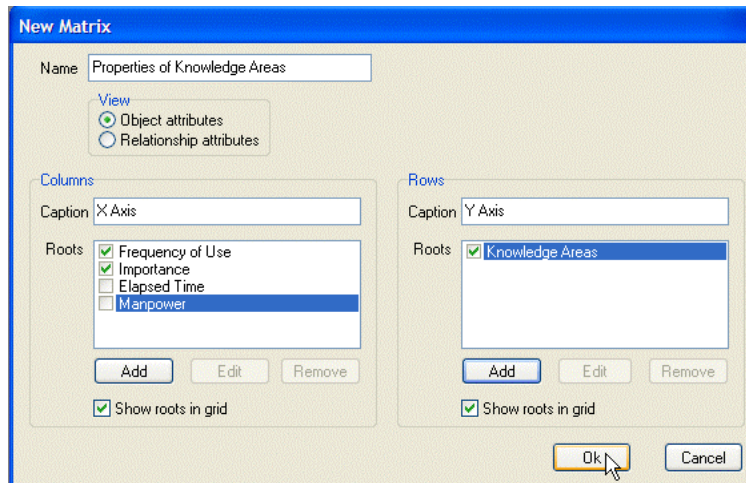 New Matrix
Name Properties of Knowledge Areas
View
Object attributes
Relationship attributes
Columns
Caption X Axis
Roots Frequency of Use
Importance
Elapsed Time
Manpower
Add Edit Remove
Show roots in grid
Rows
Caption Y Axis
Roots Knowledge Areas
Add Edit Remove
Show roots in grid
Ok Cancel